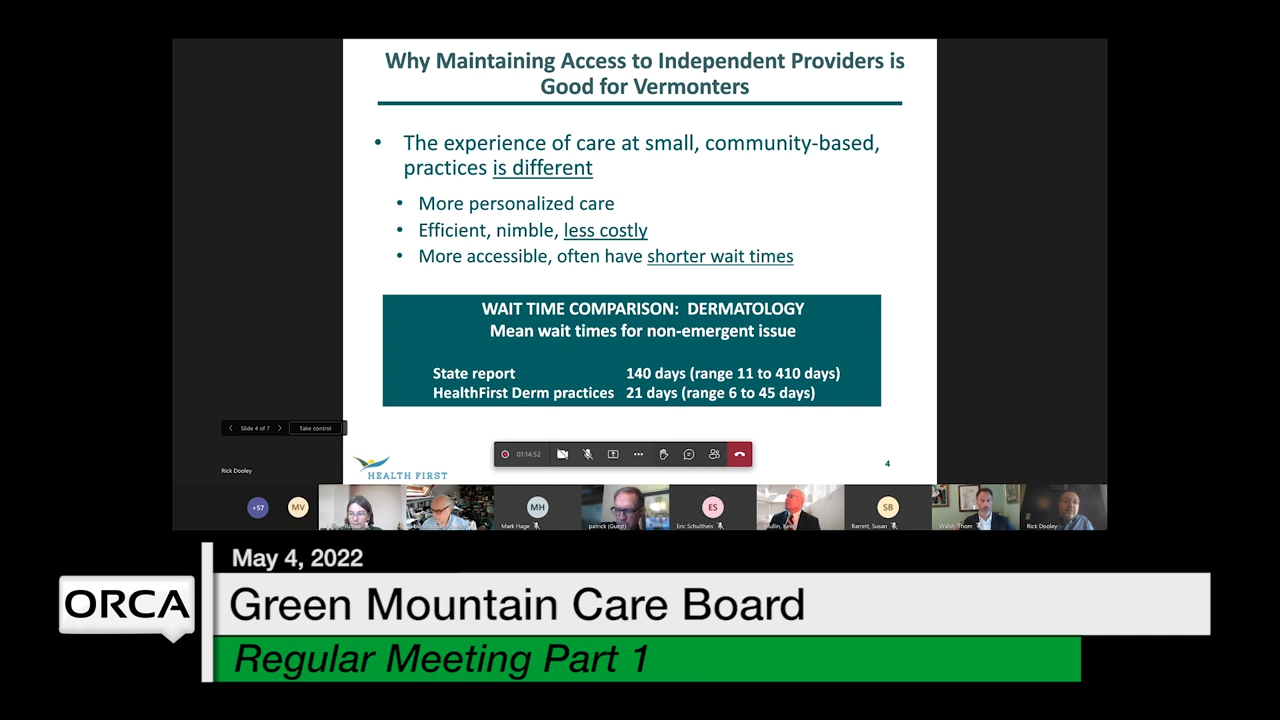 Why Maintaining Access to Independent Providers is
Good for Vermonters
• The experience of care at small, community-based,
practices is different
• More personalized care
• Efficient, nimble, less costly
• More accessible, often have shorter wait times
WAIT TIME COMPARISON: DERMATOLOGY
Mean wait times for non-emergent issue
State report 140 days (range 11 to 410 days)
HealthFirst Derm practices 21 days (range 6 to 45 days)
Slide 4 of 7
Take control
01:14:52
Rick Dooley
HEALTH FIRST
4
+57
MV
MH
ES
SB
Mark Hage
patrick (Guest)
Eric Schultheis
Barrett, Susan
Walsh, Thom
Rick Dooley
May 4, 2022
ORCA
Green Mountain Care Board
Regular Meeting Part 1